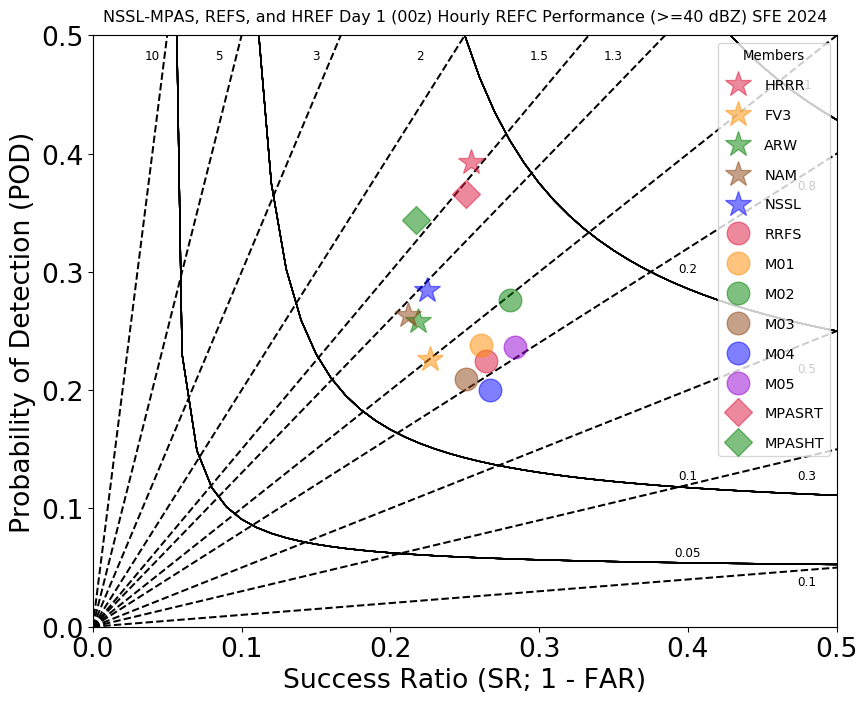 NSSL-MPAS, REFS, and HREF Day 1 (00z) Hourly REFC Performance (>=40 dBZ) SFE 2024
0.5
0.4
0.3
0.2
0.1
0.0
Probability of Detection (POD)
10 5 3 2 1.5 1.3
1
0.8
0.5
0.3
0.1
0.2
0.1
0.05
Members
HRRR
FV3
ARW
NAM
NSSL
RRFS
M01
M02
M03
M04
M05
MPASRT
MPASHT
0.0 0.1 0.2 0.3 0.4 0.5
Success Ratio (SR; 1 - FAR)